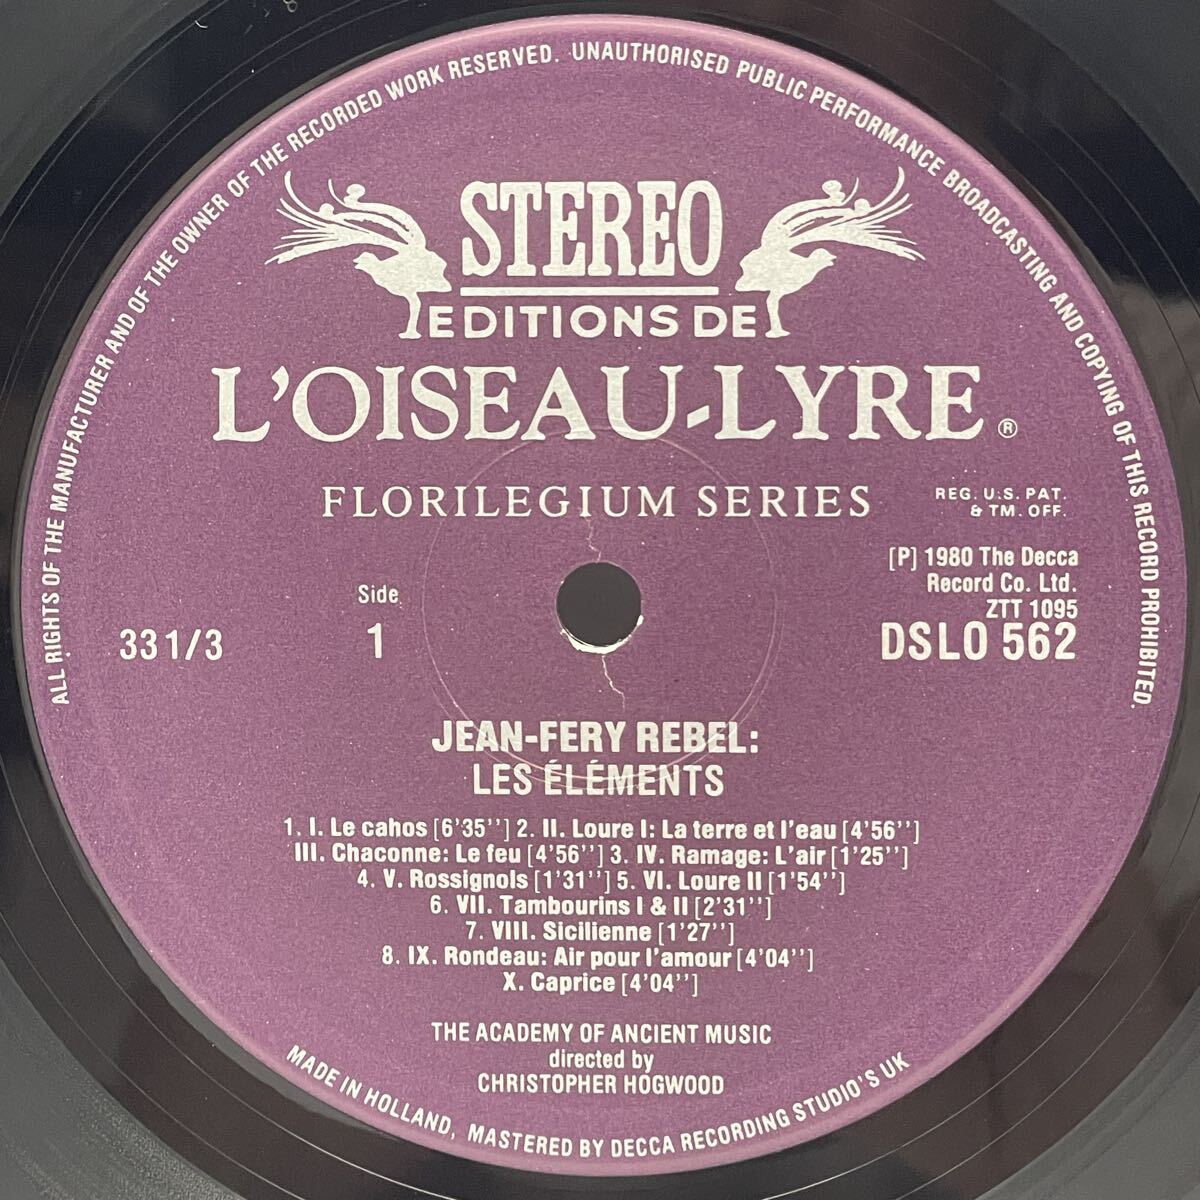 ALL RIGHTS OF THE MANUFACTURER AND OF THE OWNER OF THE RECORDED WORK RESERVED. UNAUTHORISED PUBLIC PERFORMANCE BROADCASTING AND COPYING OF THIS RECORD PROHIBITED.
STEREO
EDITIONS DE
L'OISEAU-LYRE ®
FLORILEGIUM SERIES
REG. U.S. PAT.
& TM. OFF.
[P] 1980 The Decca
Record Co. Ltd.
ZTT 1095
DSLO 562
Side
1
33 1/3
JEAN-FERY REBEL:
LES ÉLÉMENTS
1. I. Le cahos [6'35''] 2. II. Loure I: La terre et l'eau [4'56'']
III. Chaconne: Le feu [4'56''] 3. IV. Ramage: L'air [1'25'']
4. V. Rossignols [1'31''] 5. VI. Loure II [1'54'']
6. VII. Tambourins I & II [2'31'']
7. VIII. Sicilienne [1'27'']
8. IX. Rondeau: Air pour l'amour [4'04'']
X. Caprice [4'04'']
THE ACADEMY OF ANCIENT MUSIC
directed by
CHRISTOPHER HOGWOOD
MADE IN HOLLAND, MASTERED BY DECCA RECORDING STUDIO'S UK